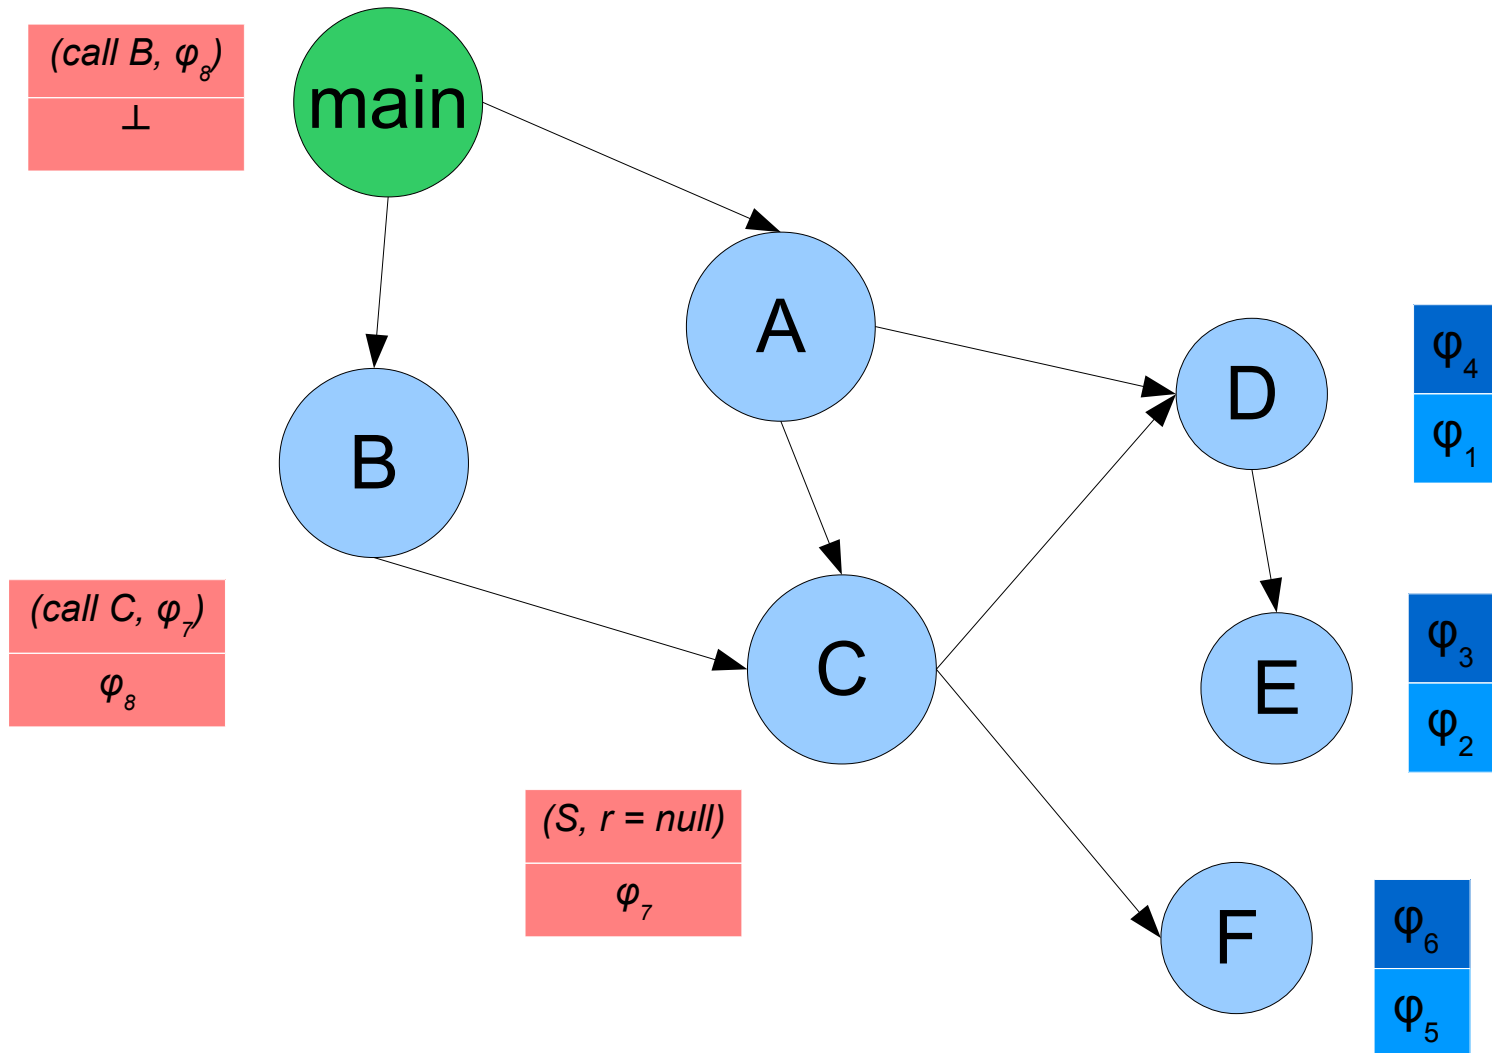 (call B, φ₈)
⊥
main
A
B
D
φ₄
φ₁
(call C, φ₇)
φ₈
C
E
φ₃
φ₂
(S, r = null)
φ₇
F
φ₆
φ₅